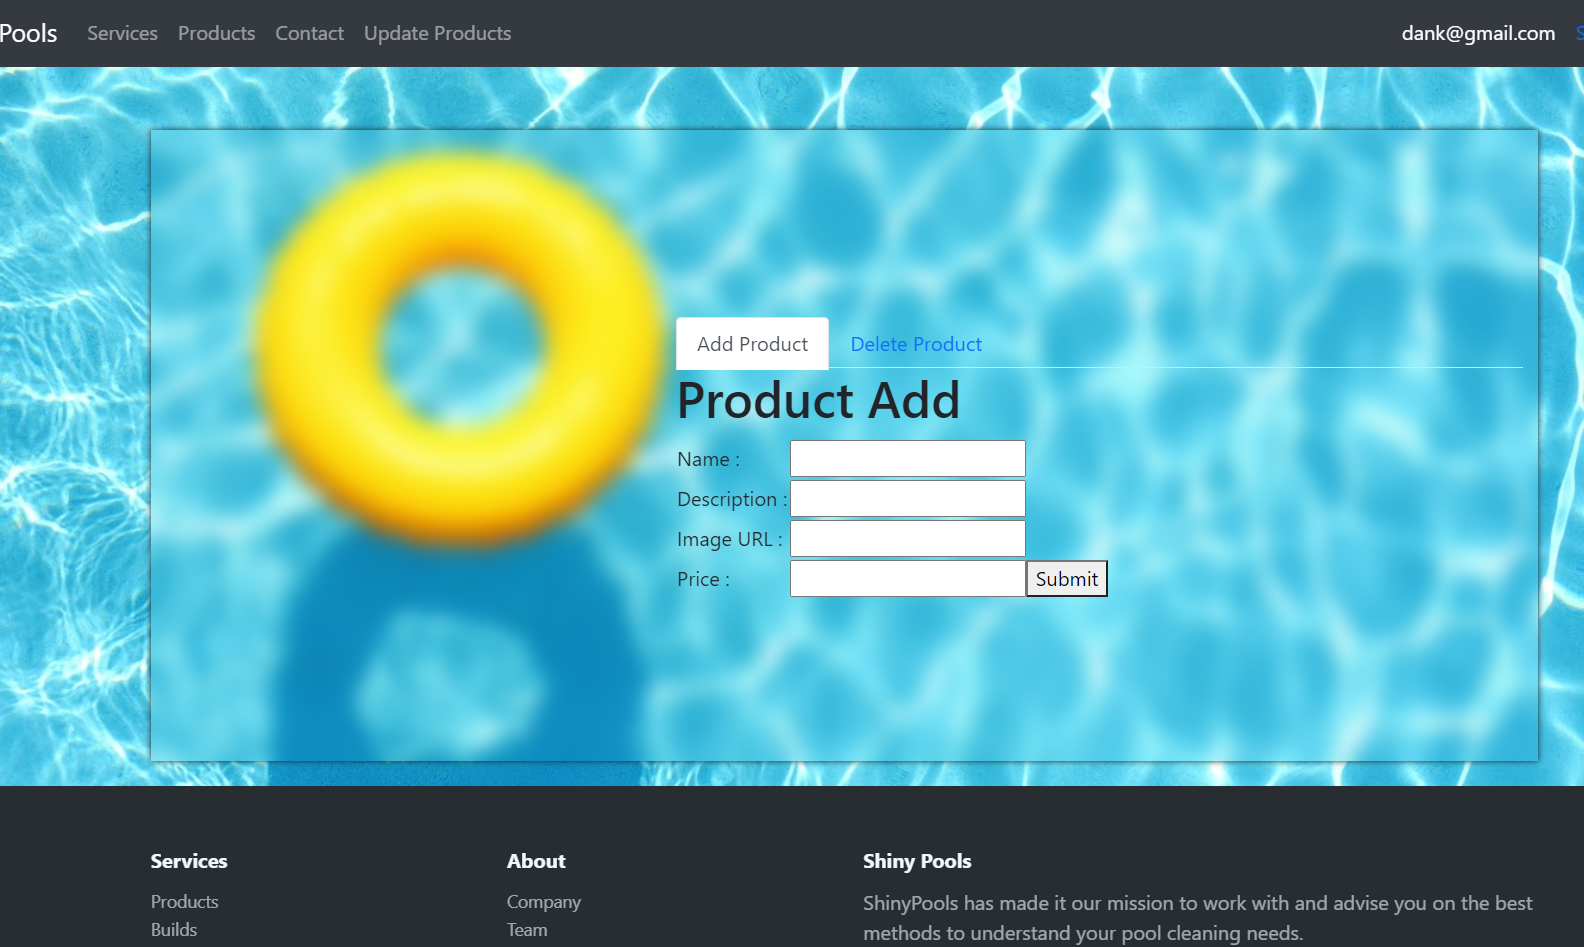 Pools Services Products Contact Update Products dank@gmail.com
Add Product Delete Product
Product Add
Name :
Description :
Image URL :
Price : Submit
Services About Shiny Pools
Products Company ShinyPools has made it our mission to work with and advise you on the best
Builds Team methods to understand your pool cleaning needs.